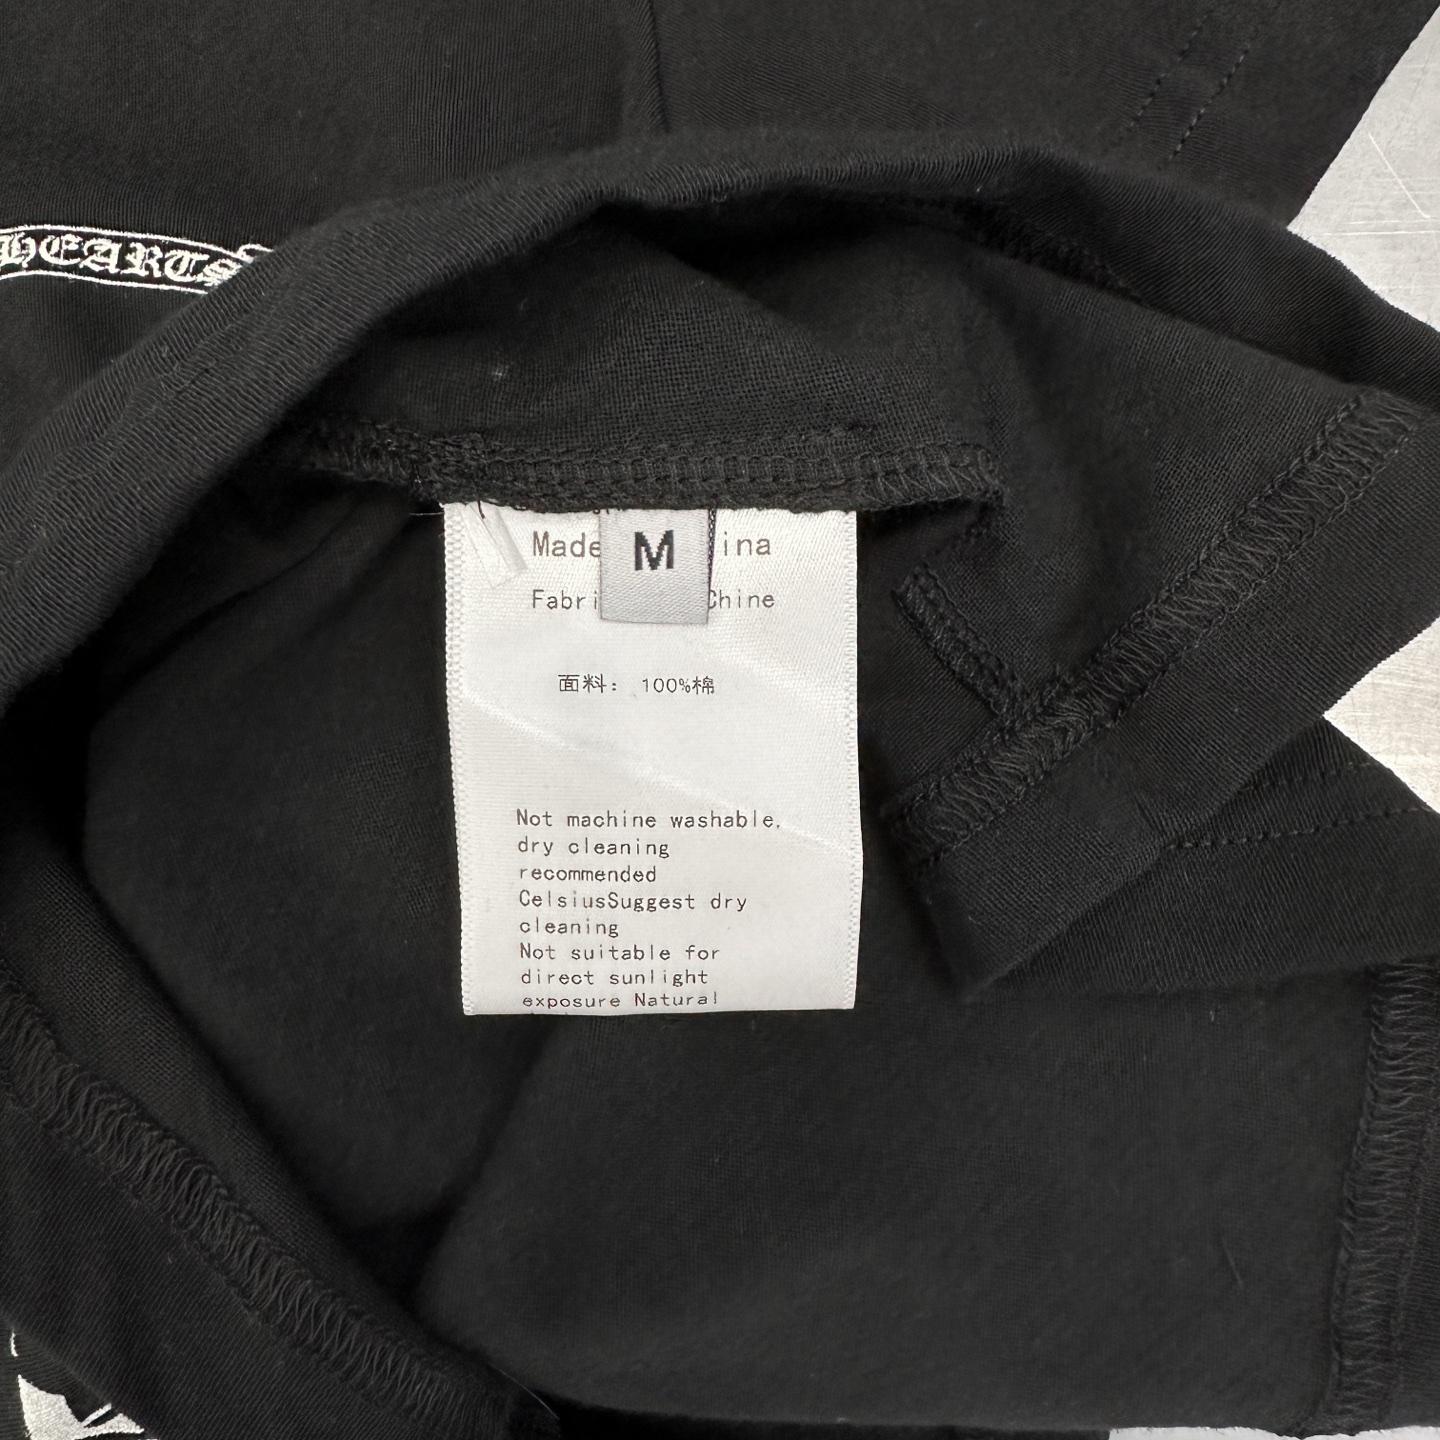 HEARTS
M
Made ina
Fabri Chine
面料： 100%棉
Not machine washable,
dry cleaning
recommended
CelsiusSuggest dry
cleaning
Not suitable for
direct sunlight
exposure Natural